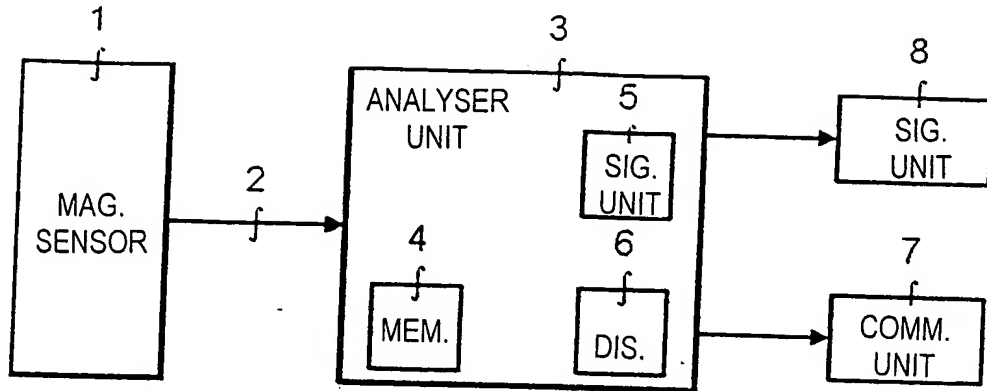 1
MAG.
SENSOR
2
3
ANALYSER
UNIT
4
MEM.
5
SIG.
UNIT
6
DIS.
8
SIG.
UNIT
7
COMM.
UNIT